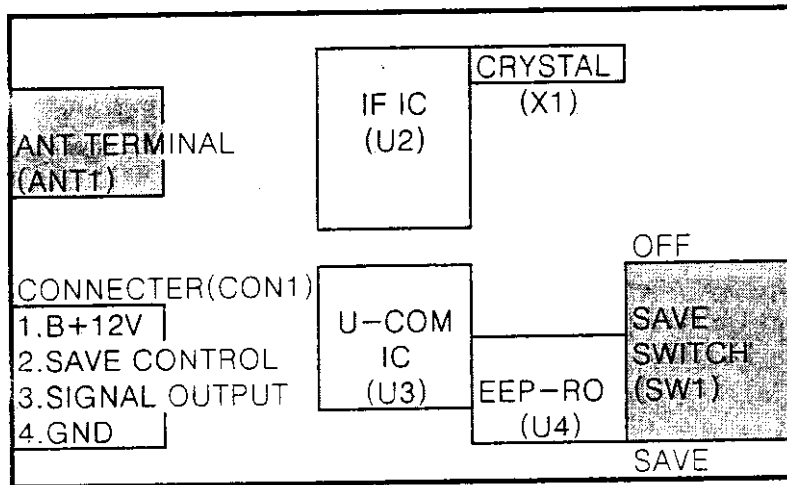 ANT TERMINAL
(ANT1)
IF IC
(U2)
CRYSTAL
(X1)
CONNECTER(CON1)
1.B+12V
2.SAVE CONTROL
3.SIGNAL OUTPUT
4.GND
U-COM
IC
(U3)
EEP-RO
(U4)
OFF
SAVE
SWITCH
(SW1)
SAVE